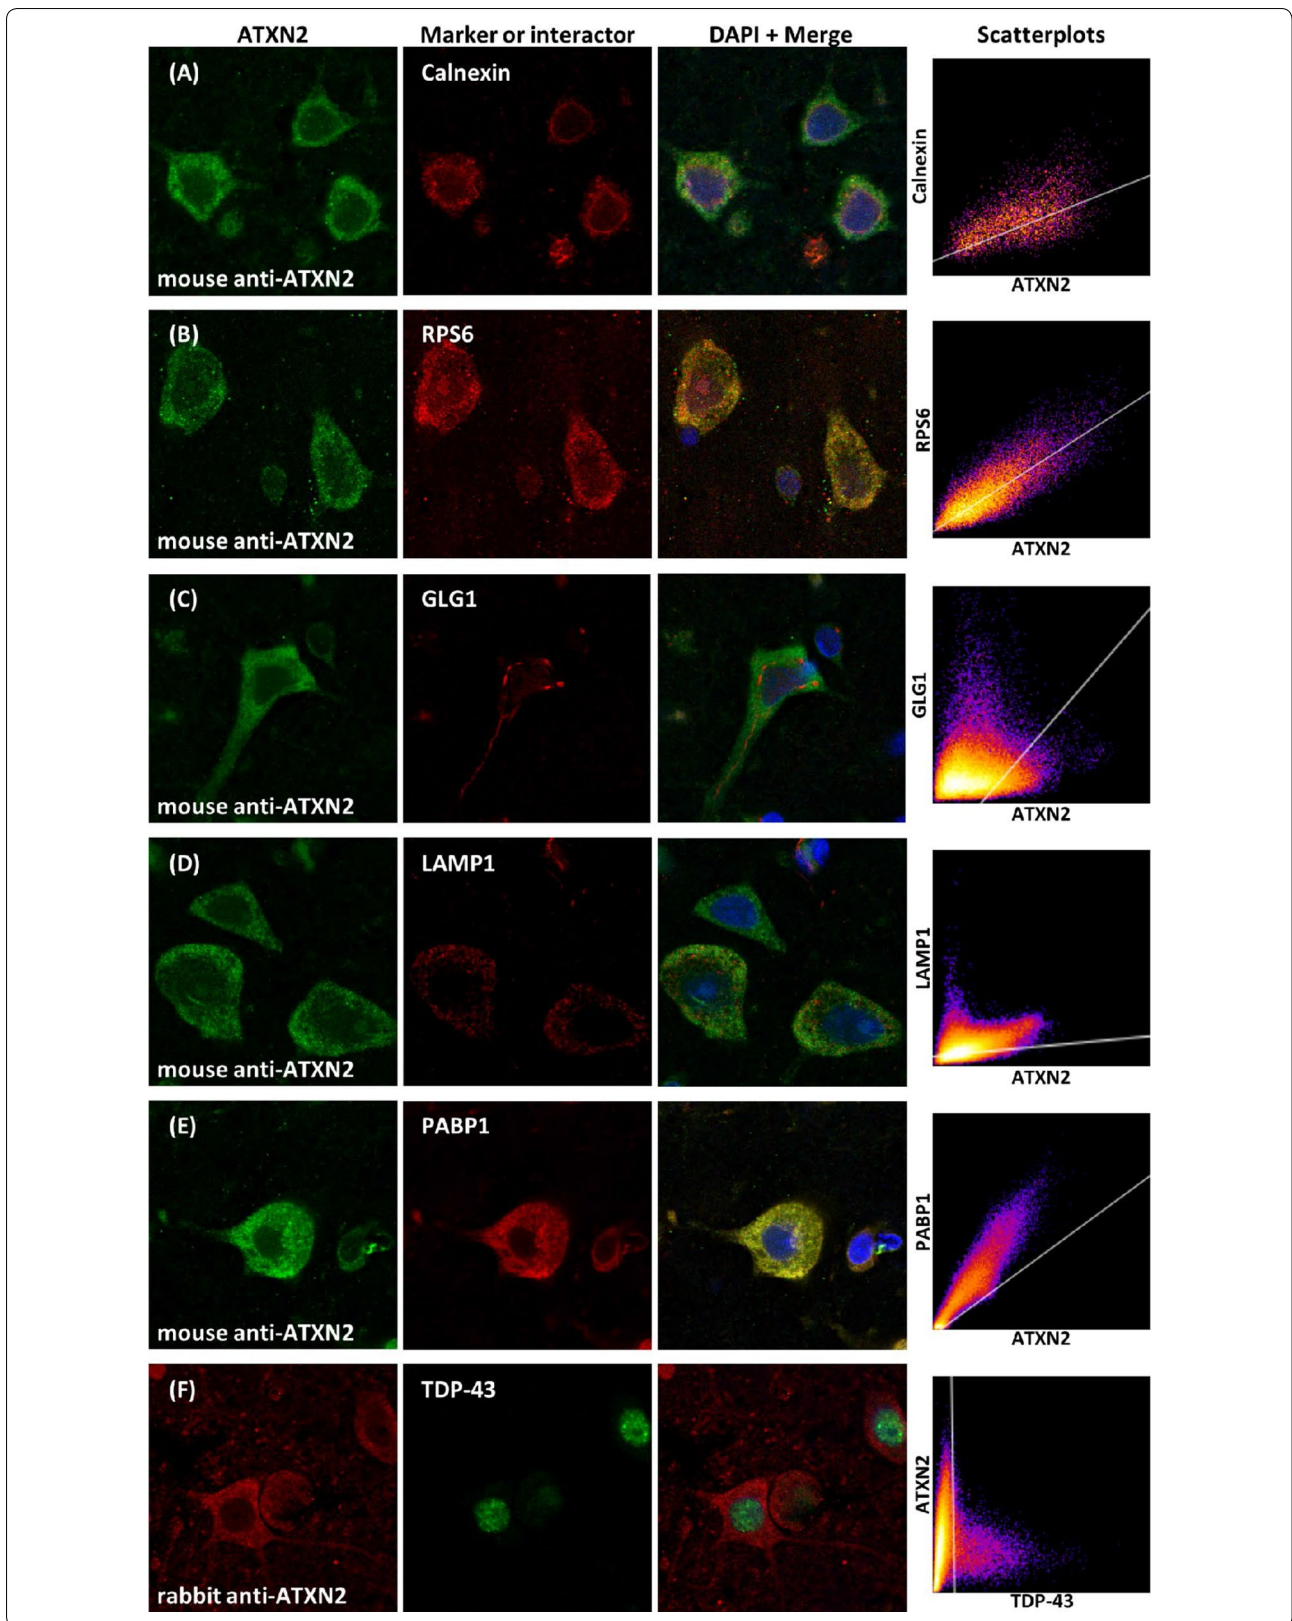 ATXN2 Marker or interactor DAPI + Merge Scatterplots
(A) Calnexin
Calnexin
mouse anti-ATXN2
ATXN2
(B) RPS6
RPS6
mouse anti-ATXN2
ATXN2
(C) GLG1
GLG1
mouse anti-ATXN2
ATXN2
(D) LAMP1
LAMP1
mouse anti-ATXN2
ATXN2
(E) PABP1
PABP1
mouse anti-ATXN2
ATXN2
(F) TDP-43
ATXN2
rabbit anti-ATXN2
TDP-43